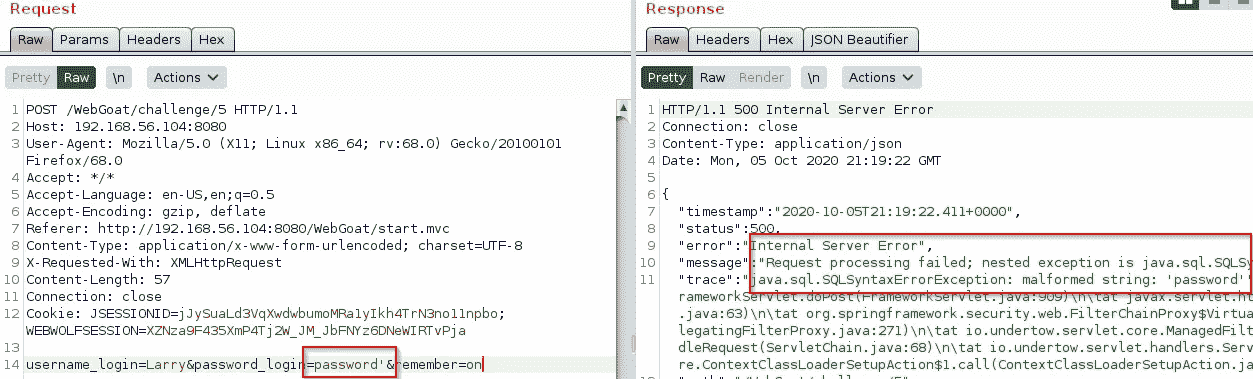 Request
Raw Params Headers Hex
Pretty Raw \n Actions
1 POST /WebGoat/challenge/5 HTTP/1.1
2 Host: 192.168.56.104:8080
3 User-Agent: Mozilla/5.0 (X11; Linux x86_64; rv:68.0) Gecko/20100101
Firefox/68.0
4 Accept: */*
5 Accept-Language: en-US,en;q=0.5
6 Accept-Encoding: gzip, deflate
7 Referer: http://192.168.56.104:8080/WebGoat/start.mvc
8 Content-Type: application/x-www-form-urlencoded; charset=UTF-8
9 X-Requested-With: XMLHttpRequest
10 Content-Length: 57
11 Connection: close
12 Cookie: JSESSIONID=jJySuaLd3VqXwdwbumoMRa1yIkh4TrN3no11npbo;
WEBWOLFSESSION=XZNza9F435XmP4Tj2W_JM_JbFNYz6DNeWIRTvPja
13
14 username_login=Larry&password_login=password'&remember=on
Response
Raw Headers Hex JSON Beautifier
Pretty Raw Render \n Actions
1 HTTP/1.1 500 Internal Server Error
2 Connection: close
3 Content-Type: application/json
4 Date: Mon, 05 Oct 2020 21:19:22 GMT
5
6 {
7 "timestamp":"2020-10-05T21:19:22.411+0000",
8 "status":500,
9 "error":"Internal Server Error",
10 "message":"Request processing failed; nested exception is java.sql.SQLSy
11 "trace":"java.sql.SQLSyntaxErrorException: malformed string: 'password''
rameworkServlet.doPost(FrameworkServlet.java:909)\n\tat javax.servlet.ht
.java:63)\n\tat org.springframework.security.web.FilterChainProxy$Virtua
legatingFilterProxy.java:271)\n\tat io.undertow.servlet.core.ManagedFilt
dleRequest(ServletChain.java:68)\n\tat io.undertow.servlet.handlers.Serv
re.ContextClassLoaderSetupAction$1.call(ContextClassLoaderSetupAction.ja